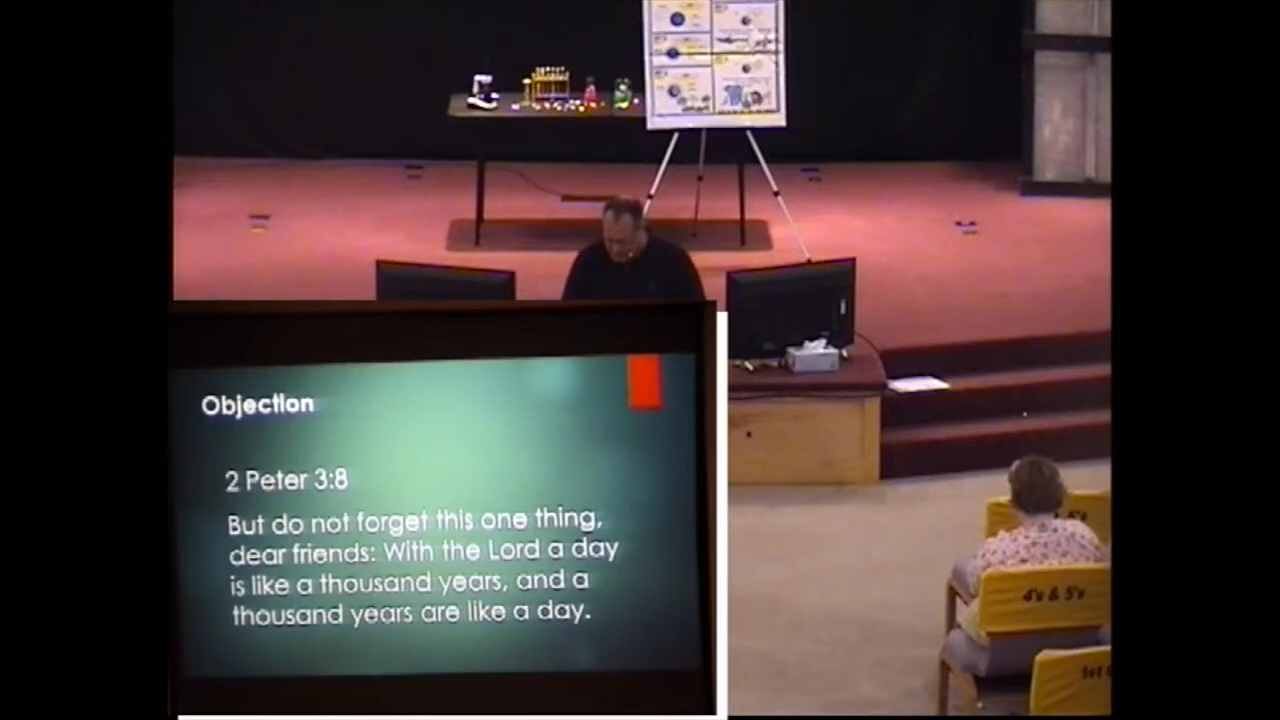 Objection
2 Peter 3:8
But do not forget this one thing,
dear friends: With the Lord a day
is like a thousand years, and a
thousand years are like a day.
4's & 5's
1st